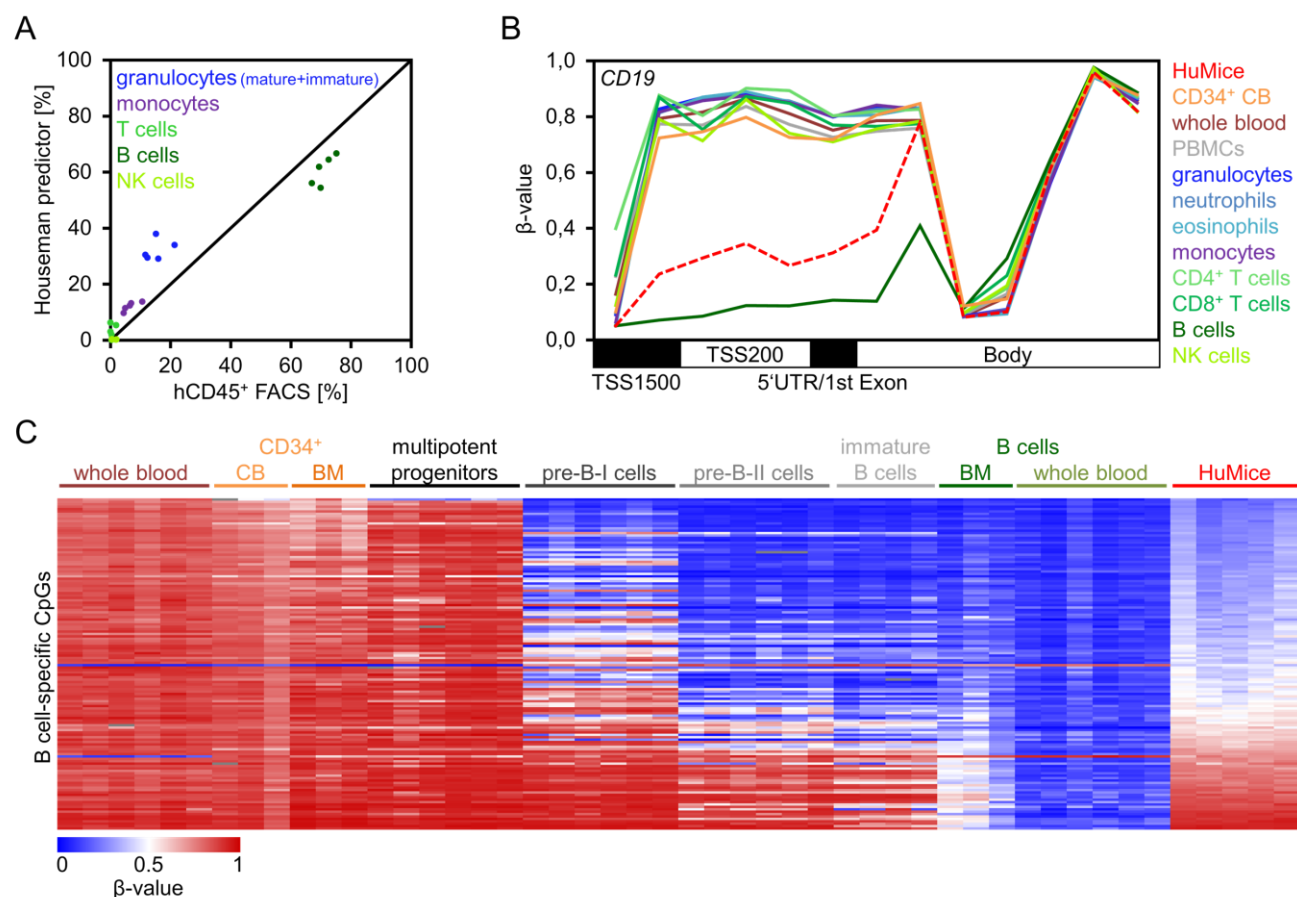 A
Houseman predictor [%]
100
80
60
40
20
0
granulocytes (mature+immature)
monocytes
T cells
B cells
NK cells
0 20 40 60 80 100
hCD45⁺ FACS [%]
B
β-value
1,0
0,8
0,6
0,4
0,2
0,0
CD19
TSS200
Body
TSS1500
5'UTR/1st Exon
HuMice
CD34⁺ CB
whole blood
PBMCs
granulocytes
neutrophils
eosinophils
monocytes
CD4⁺ T cells
CD8⁺ T cells
B cells
NK cells
C
CD34⁺
multipotent
immature
B cells
whole blood
CB
BM
progenitors
pre-B-I cells
pre-B-II cells
B cells
BM
whole blood
HuMice
B cell-specific CpGs
0 0.5 1
β-value